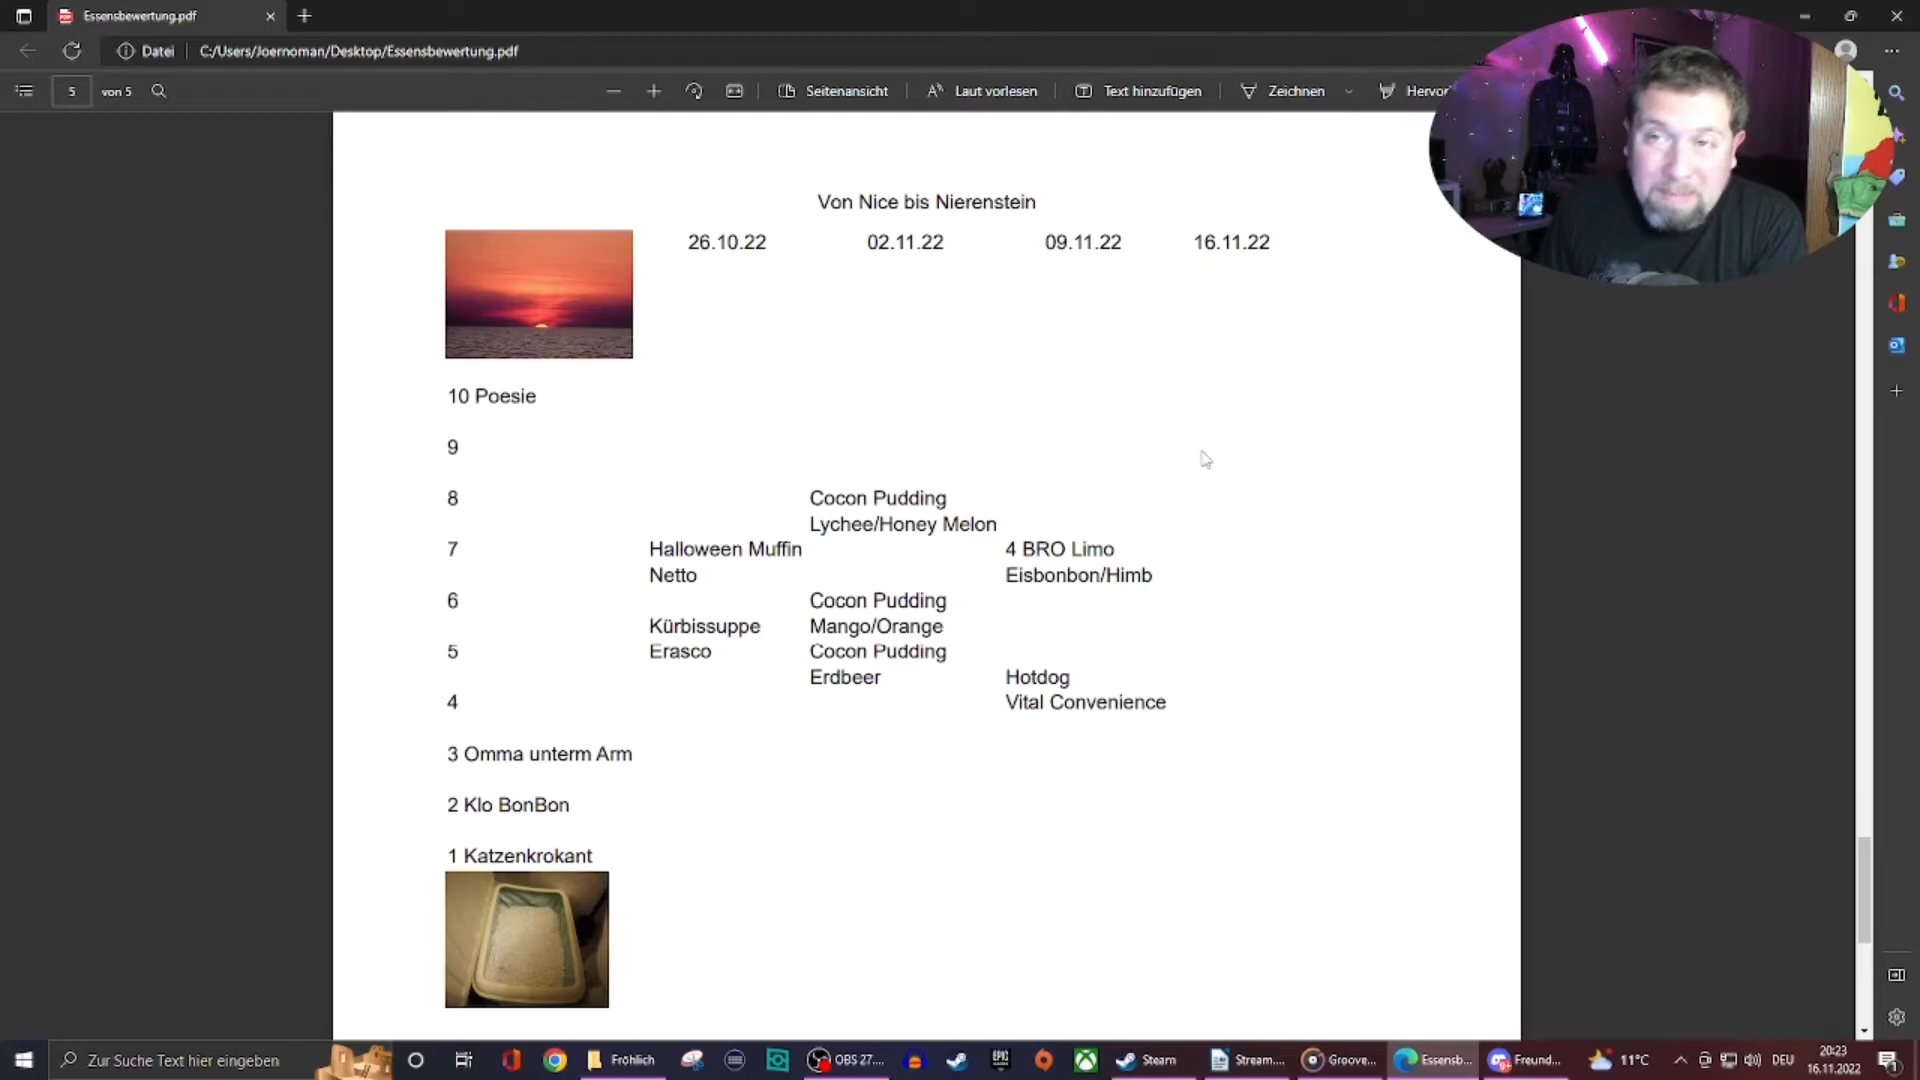 Essensbewertung.pdf
Datei
C:/Users/Joernoman/Desktop/Essensbewertung.pdf
5 von 5
Seitenansicht
Laut vorlesen
Text hinzufügen
Zeichnen
Hervor
Von Nice bis Nierenstein
26.10.22 02.11.22 09.11.22 16.11.22
10 Poesie
9
8 Cocon Pudding
Lychee/Honey Melon
7 Halloween Muffin 4 BRO Limo
Netto Eisbonbon/Himb
6 Cocon Pudding
Kürbissuppe Mango/Orange
5 Erasco Cocon Pudding
Erdbeer Hotdog
4 Vital Convenience
3 Omma unterm Arm
2 Klo BonBon
1 Katzenkrokant
Zur Suche Text hier eingeben
Fröhlich
OBS 27....
EPIC
Steam
Stream....
Groove...
Essensb...
Freund...
11°C
DEU
20:23
16.11.2022